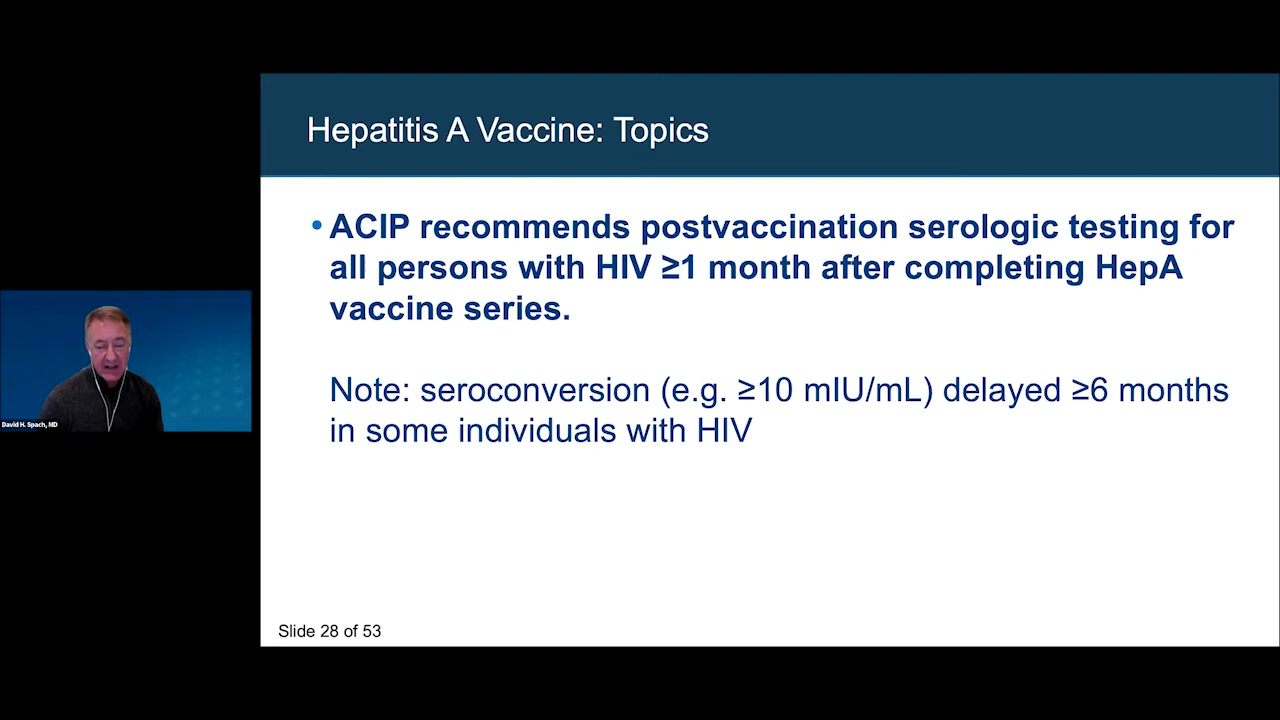 Hepatitis A Vaccine: Topics
• ACIP recommends postvaccination serologic testing for
all persons with HIV ≥1 month after completing HepA
vaccine series.
Note: seroconversion (e.g. ≥10 mIU/mL) delayed ≥6 months
in some individuals with HIV
David H. Spach, MD
Slide 28 of 53